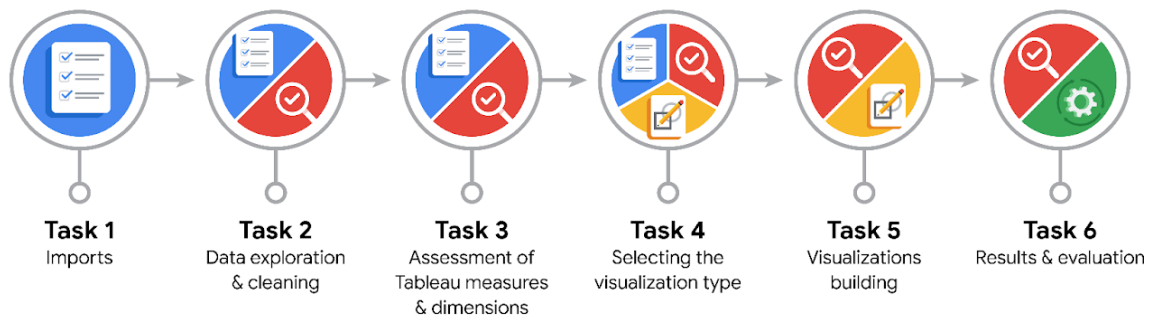 Task 1
Imports
Task 2
Data exploration
& cleaning
Task 3
Assessment of
Tableau measures
& dimensions
Task 4
Selecting the
visualization type
Task 5
Visualizations
building
Task 6
Results & evaluation